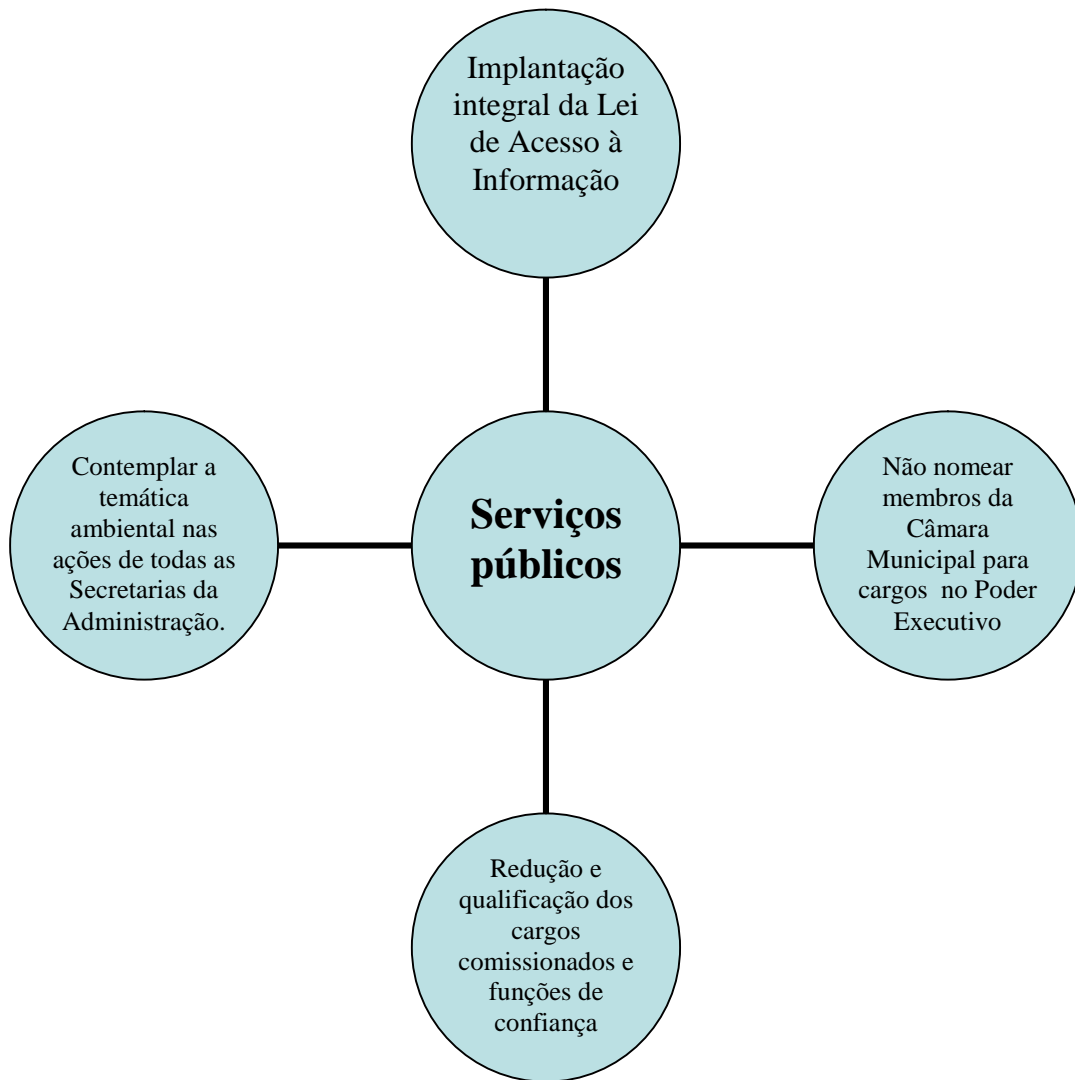 Implantação
integral da Lei
de Acesso à
Informação
Contemplar a
temática
ambiental nas
ações de todas as
Secretarias da
Administração.
Serviços
públicos
Não nomear
membros da
Câmara
Municipal para
cargos  no Poder
Executivo
Redução e
qualificação dos
cargos
comissionados e
funções de
confiança